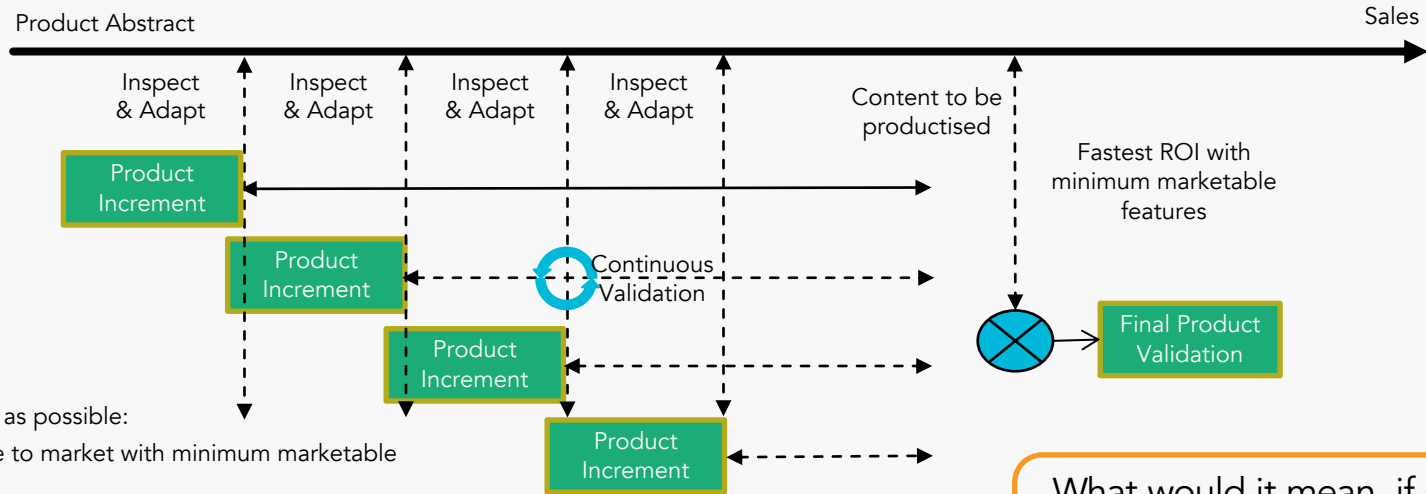 Product Abstract
Sales
Inspect
& Adapt
Inspect
& Adapt
Inspect
& Adapt
Inspect
& Adapt
Content to be
productised
Fastest ROI with
minimum marketable
features
Product
Increment
Product
Increment
Continuous
Validation
Product
Increment
Final Product
Validation
as possible:
to market with minimum marketable
Product
Increment
What would it mean, if